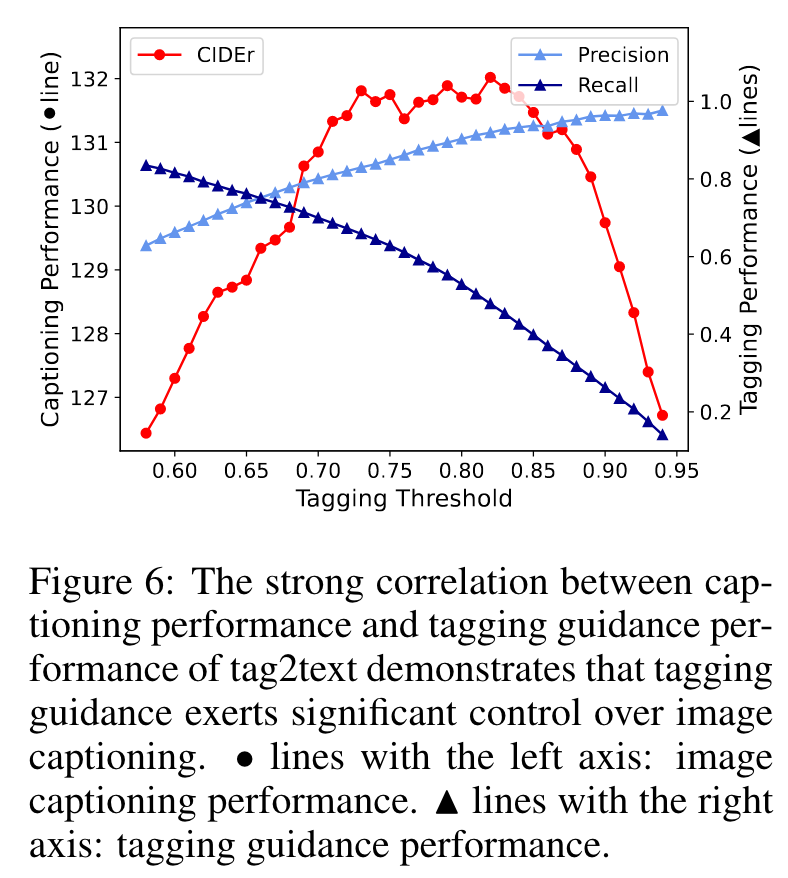 CIDEr
Precision
Recall
132
131
130
129
128
127
Captioning Performance (●line)
1.0
0.8
0.6
0.4
0.2
Tagging Performance (▲lines)
0.60 0.65 0.70 0.75 0.80 0.85 0.90 0.95
Tagging Threshold
Figure 6: The strong correlation between cap-
tioning performance and tagging guidance per-
formance of tag2text demonstrates that tagging
guidance exerts significant control over image
captioning. ● lines with the left axis: image
captioning performance. ▲ lines with the right
axis: tagging guidance performance.